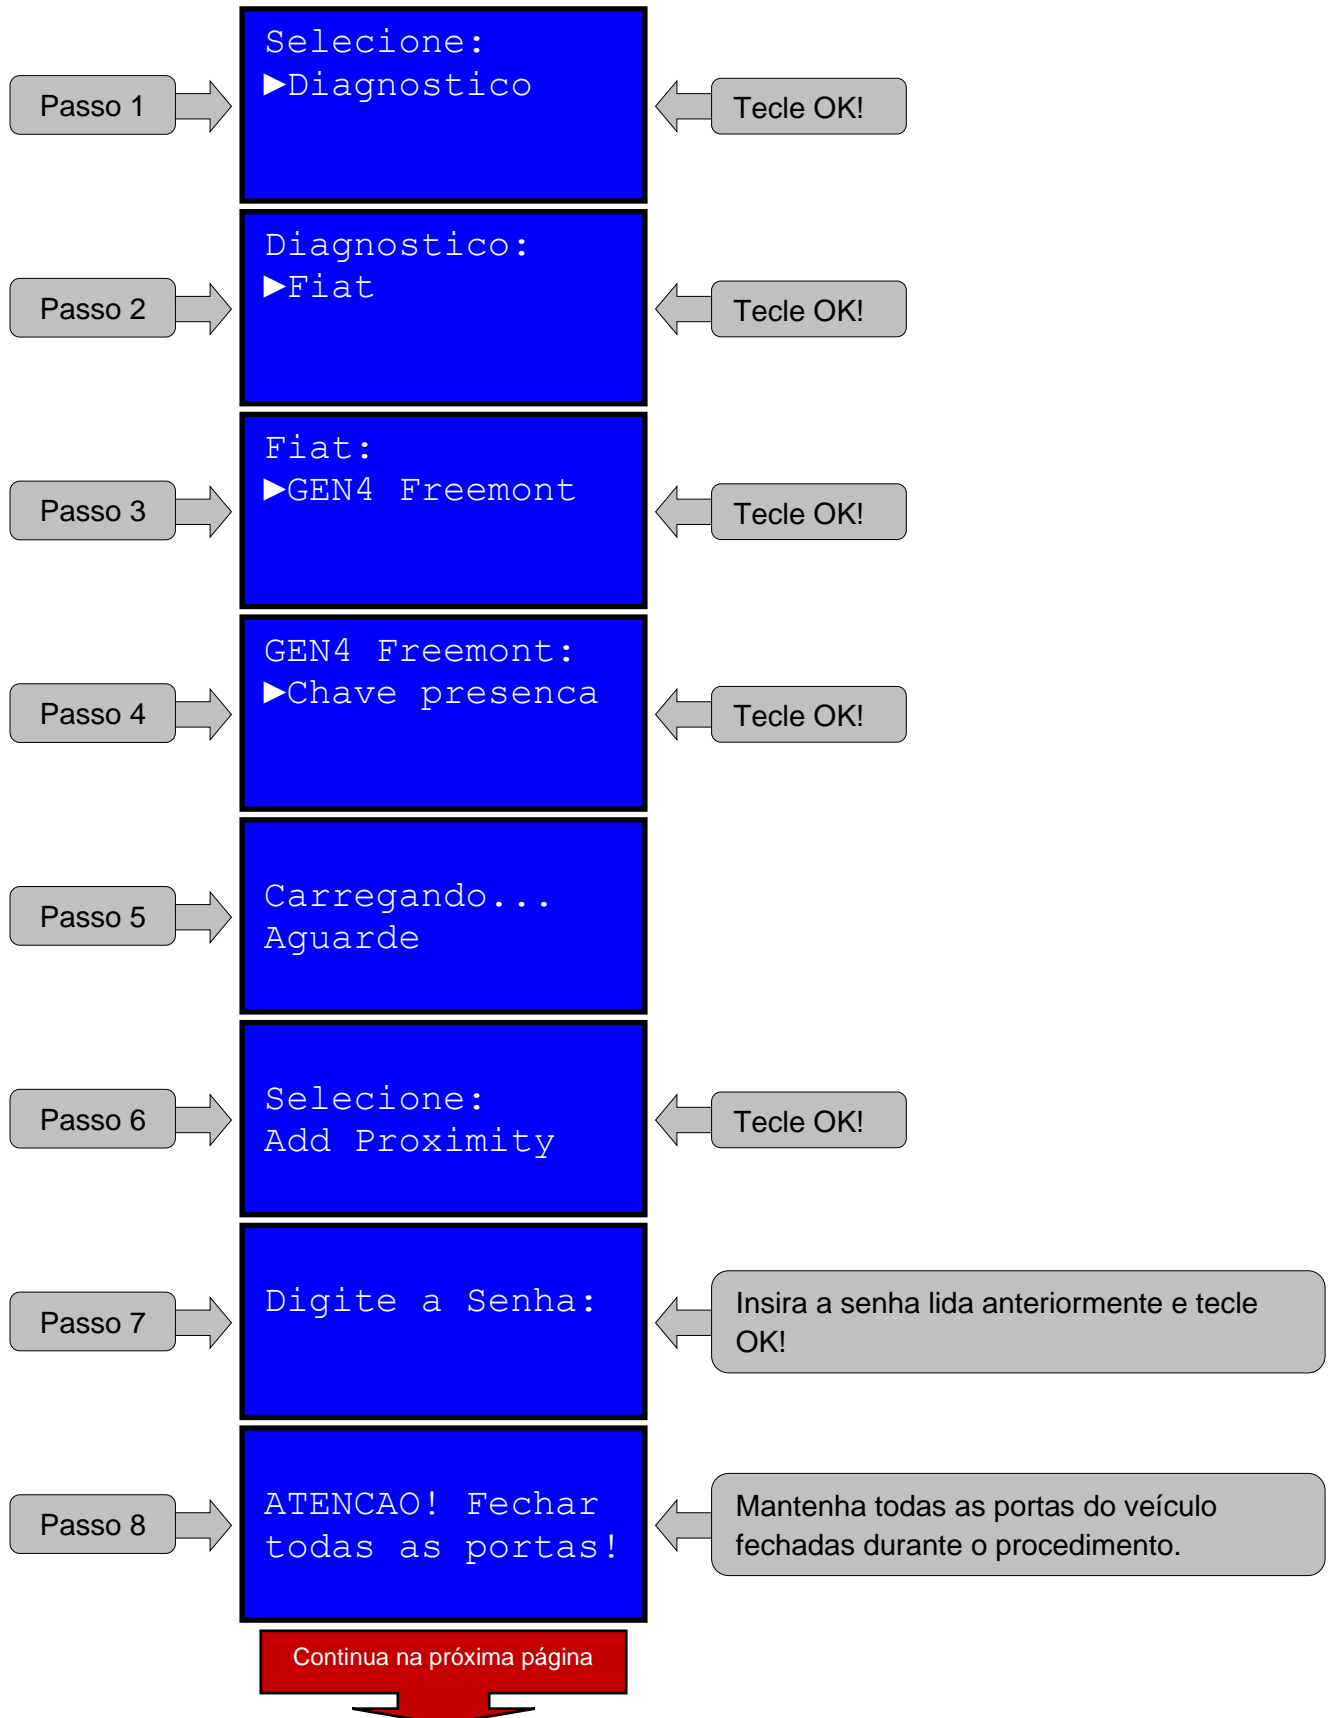 Selecione:
►Diagnostico
Passo 1
Tecle OK!
Diagnostico:
►Fiat
Passo 2
Tecle OK!
Fiat:
►GEN4 Freemont
Passo 3
Tecle OK!
GEN4 Freemont:
►Chave presenca
Passo 4
Tecle OK!
Carregando...
Aguarde
Passo 5
Selecione:
Add Proximity
Passo 6
Tecle OK!
Digite a Senha:
Passo 7
Insira a senha lida anteriormente e tecle
OK!
ATENCAO! Fechar
todas as portas!
Passo 8
Mantenha todas as portas do veículo
fechadas durante o procedimento.
Continua na próxima página